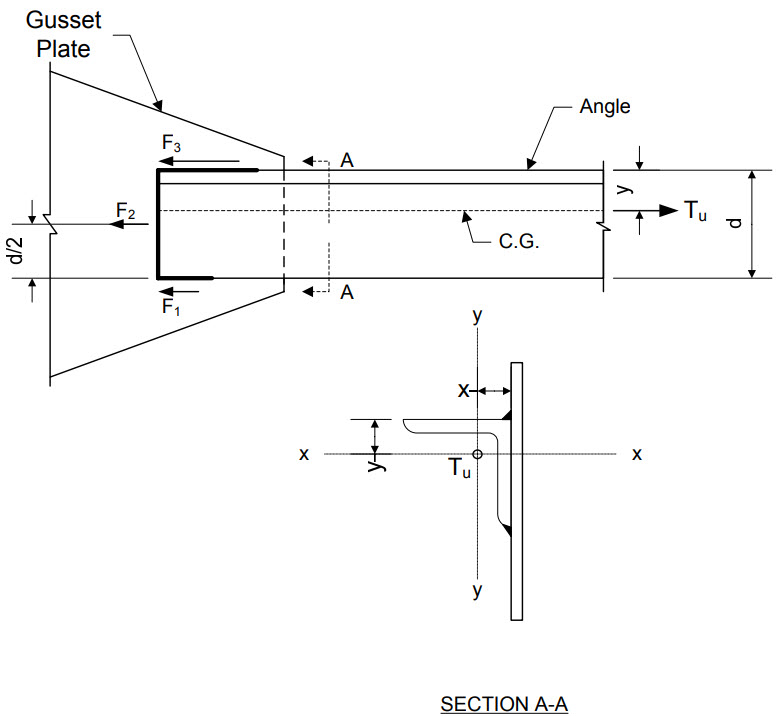 Gusset
Plate
F₃
A
Angle
y
F₂
Tᵤ
d
d/2
C.G.
F₁
A
y
x
x
x
y
Tᵤ
y
SECTION A-A